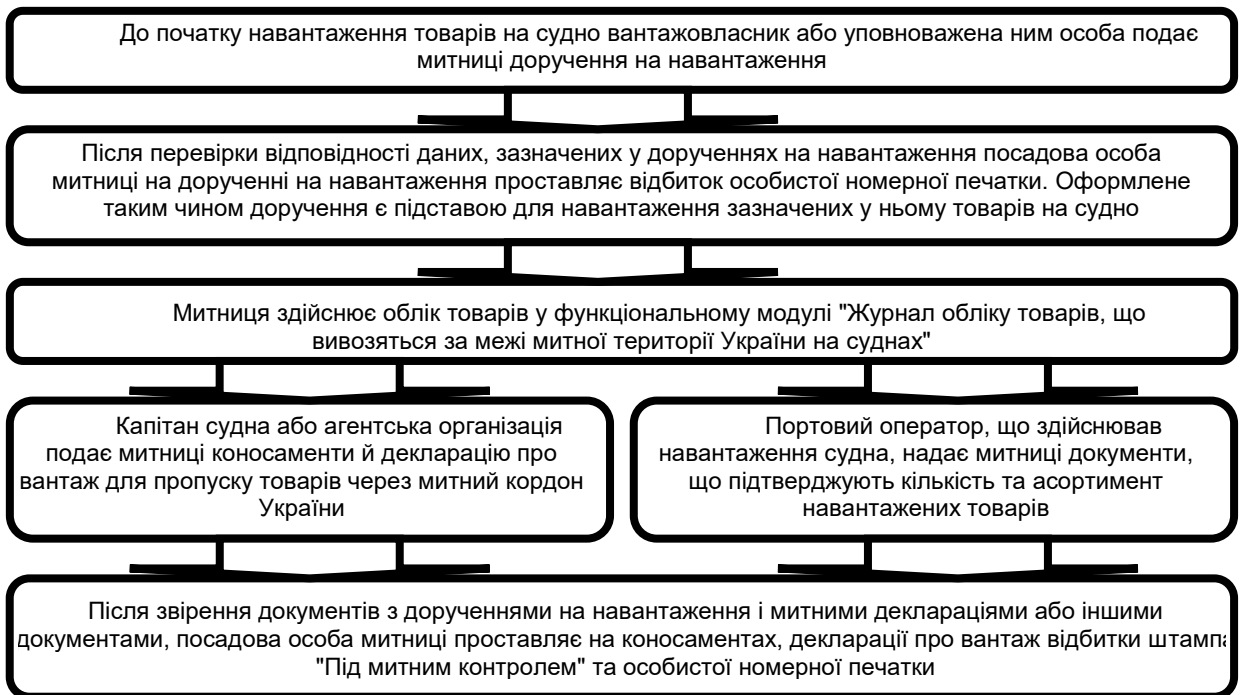 До початку навантаження товарів на судно вантажовласник або уповноважена ним особа подає
митниці доручення на навантаження
Після перевірки відповідності даних, зазначених у дорученнях на навантаження посадова особа
митниці на дорученні на навантаження проставляє відбиток особистої номерної печатки. Оформлене
таким чином доручення є підставою для навантаження зазначених у ньому товарів на судно
Митниця здійснює облік товарів у функціональному модулі "Журнал обліку товарів, що
вивозяться за межі митної території України на суднах"
Капітан судна або агентська організація
подає митниці коносаменти й декларацію про
вантаж для пропуску товарів через митний кордон
України
Портовий оператор, що здійснював
навантаження судна, надає митниці документи,
що підтверджують кількість та асортимент
навантажених товарів
Після звірення документів з дорученнями на навантаження і митними деклараціями або іншими
документами, посадова особа митниці проставляє на коносаментах, декларації про вантаж відбитки штампа
"Під митним контролем" та особистої номерної печатки